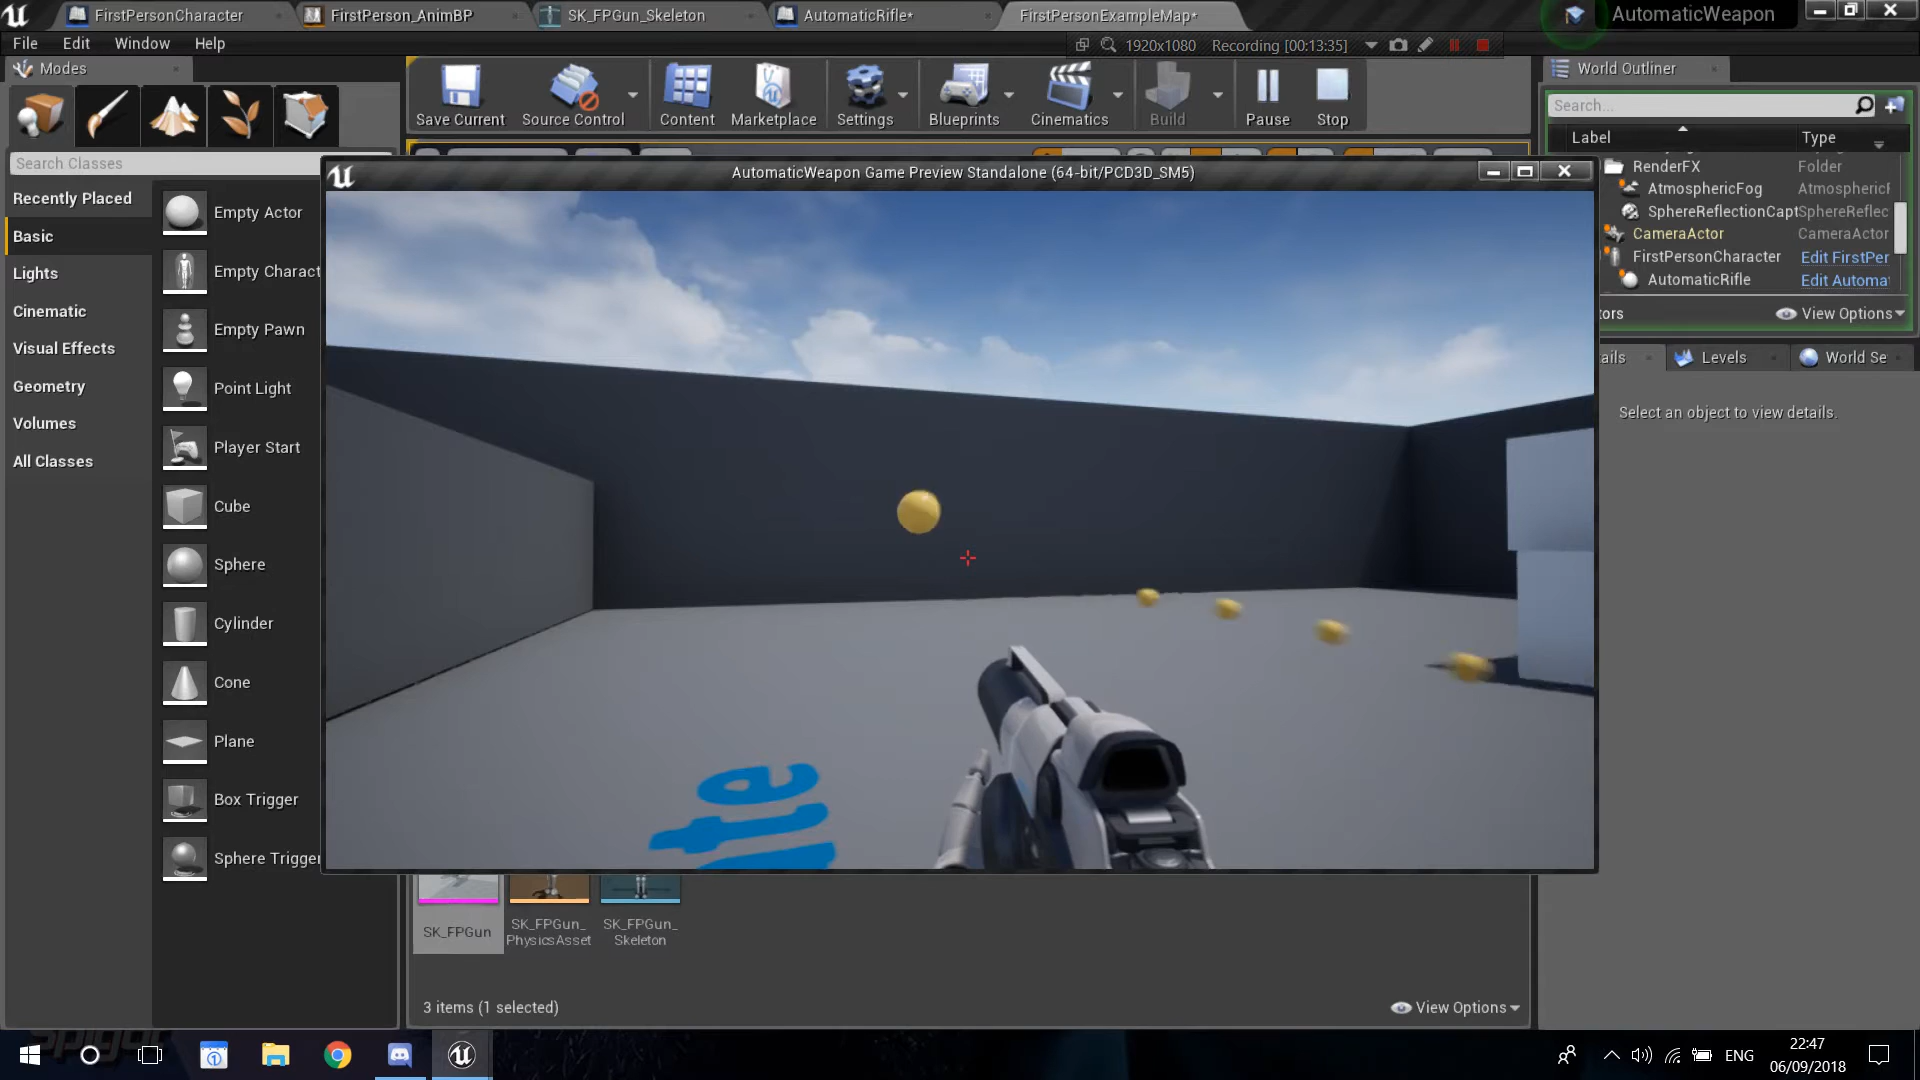 FirstPersonCharacter
FirstPerson_AnimBP
SK_FPGun_Skeleton
AutomaticRifle*
FirstPersonExampleMap*
AutomaticWeapon
File Edit Window Help
1920x1080 Recording [00:13:35]
Modes
World Outliner
Save Current
Source Control
Content
Marketplace
Settings
Blueprints
Cinematics
Build
Pause
Stop
Search...
Label Type
Search Classes
RenderFX Folder
AtmosphericFog Atmospheric
SphereReflectionCapt SphereReflec
CameraActor CameraActor
FirstPersonCharacter Edit FirstPer
AutomaticRifle Edit Automa
tors View Options
AutomaticWeapon Game Preview Standalone (64-bit/PCD3D_SM5)
Recently Placed
Basic
Lights
Cinematic
Visual Effects
Geometry
Volumes
All Classes
Empty Actor
Empty Charact
Empty Pawn
Point Light
Player Start
Cube
Sphere
Cylinder
Cone
Plane
Box Trigger
Sphere Trigger
ails
Levels
World Se
Select an object to view details.
SK_FPGun
SK_FPGun_
PhysicsAsset
SK_FPGun_
Skeleton
3 items (1 selected)
View Options
ENG
22:47
06/09/2018